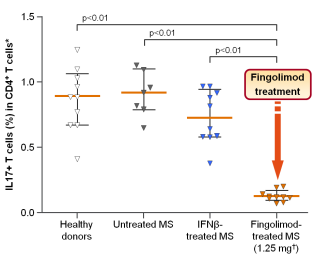 p<0.01
p<0.01
p<0.01
Fingolimod
treatment
IL17+ T cells (%) in CD4⁺ T cells*
1.5
1.0
0.5
0.0
Healthy
donors
Untreated MS
IFNβ-
treated MS
Fingolimod-
treated MS
(1.25 mg†)